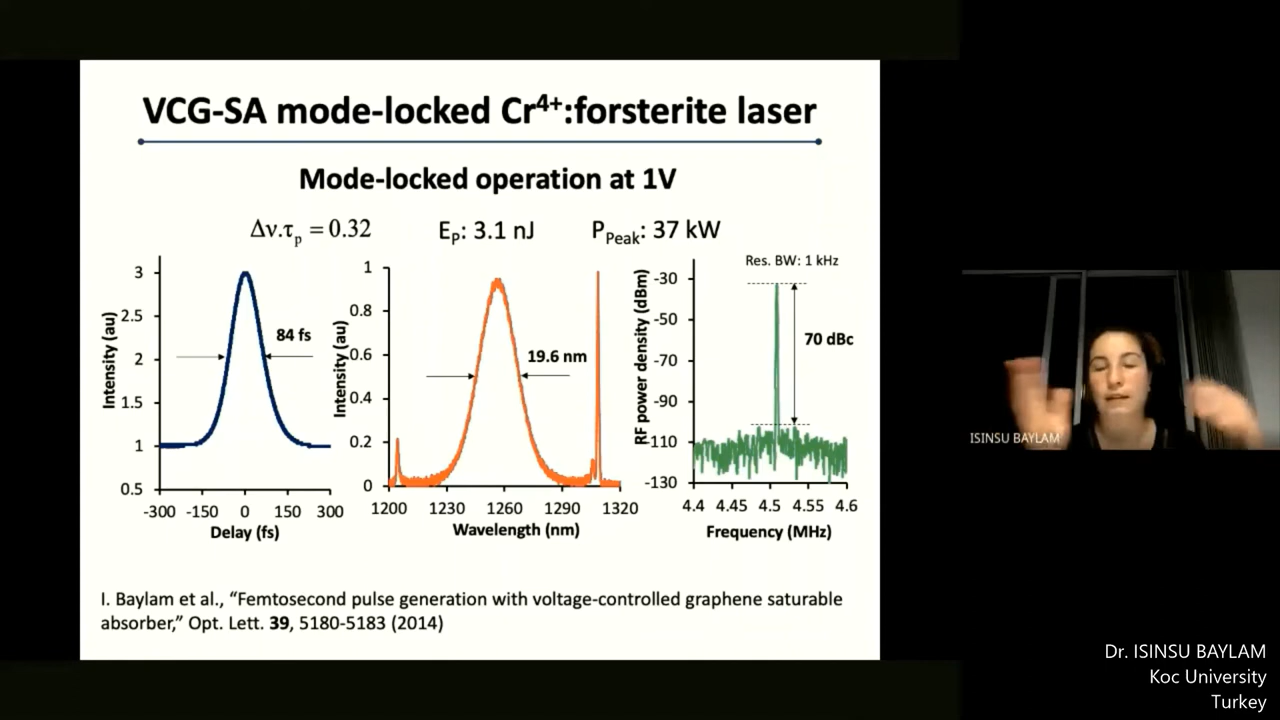 VCG-SA mode-locked Cr⁴⁺:forsterite laser
Mode-locked operation at 1V
Δν.τp = 0.32
EP: 3.1 nJ
PPeak: 37 kW
Intensity (au)
3
2.5
2
1.5
1
0.5
84 fs
-300 -150 0 150 300
Delay (fs)
Intensity (au)
1
0.8
0.6
0.4
0.2
0
19.6 nm
1200 1230 1260 1290 1320
Wavelength (nm)
RF power density (dBm)
Res. BW: 1 kHz
-30
-50
-70
-90
-110
-130
70 dBc
4.4 4.45 4.5 4.55 4.6
Frequency (MHz)
I. Baylam et al., “Femtosecond pulse generation with voltage-controlled graphene saturable
absorber,” Opt. Lett. 39, 5180-5183 (2014)
ISINSU BAYLAM
Dr. ISINSU BAYLAM
Koc University
Turkey